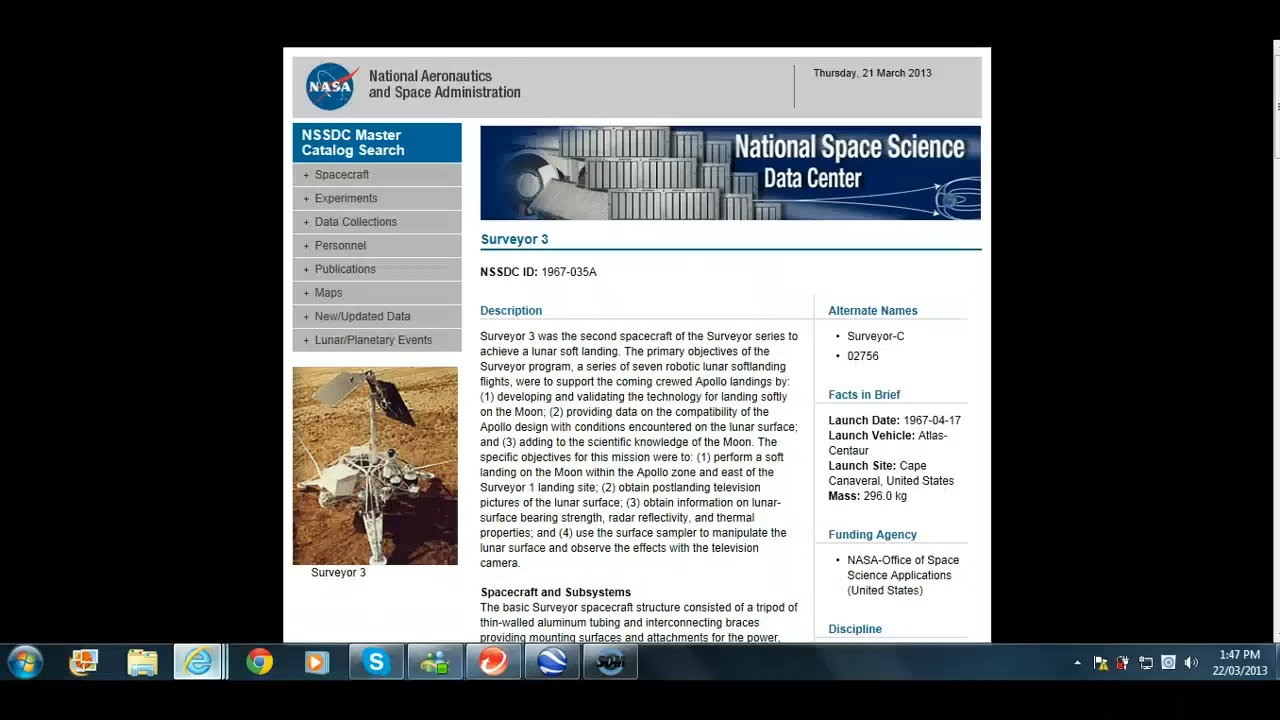 NASA
National Aeronautics
and Space Administration
Thursday, 21 March 2013
NSSDC Master
Catalog Search
+ Spacecraft
+ Experiments
+ Data Collections
+ Personnel
+ Publications
+ Maps
+ New/Updated Data
+ Lunar/Planetary Events
Surveyor 3
National Space Science
Data Center
Surveyor 3
NSSDC ID: 1967-035A
Description
Surveyor 3 was the second spacecraft of the Surveyor series to
achieve a lunar soft landing. The primary objectives of the
Surveyor program, a series of seven robotic lunar softlanding
flights, were to support the coming crewed Apollo landings by:
(1) developing and validating the technology for landing softly
on the Moon; (2) providing data on the compatibility of the
Apollo design with conditions encountered on the lunar surface;
and (3) adding to the scientific knowledge of the Moon. The
specific objectives for this mission were to: (1) perform a soft
landing on the Moon within the Apollo zone and east of the
Surveyor 1 landing site; (2) obtain postlanding television
pictures of the lunar surface; (3) obtain information on lunar-
surface bearing strength, radar reflectivity, and thermal
properties; and (4) use the surface sampler to manipulate the
lunar surface and observe the effects with the television
camera.
Spacecraft and Subsystems
The basic Surveyor spacecraft structure consisted of a tripod of
thin-walled aluminum tubing and interconnecting braces
providing mounting surfaces and attachments for the power,
Alternate Names
• Surveyor-C
• 02756
Facts in Brief
Launch Date: 1967-04-17
Launch Vehicle: Atlas-
Centaur
Launch Site: Cape
Canaveral, United States
Mass: 296.0 kg
Funding Agency
• NASA-Office of Space
Science Applications
(United States)
Discipline
1:47 PM
22/03/2013